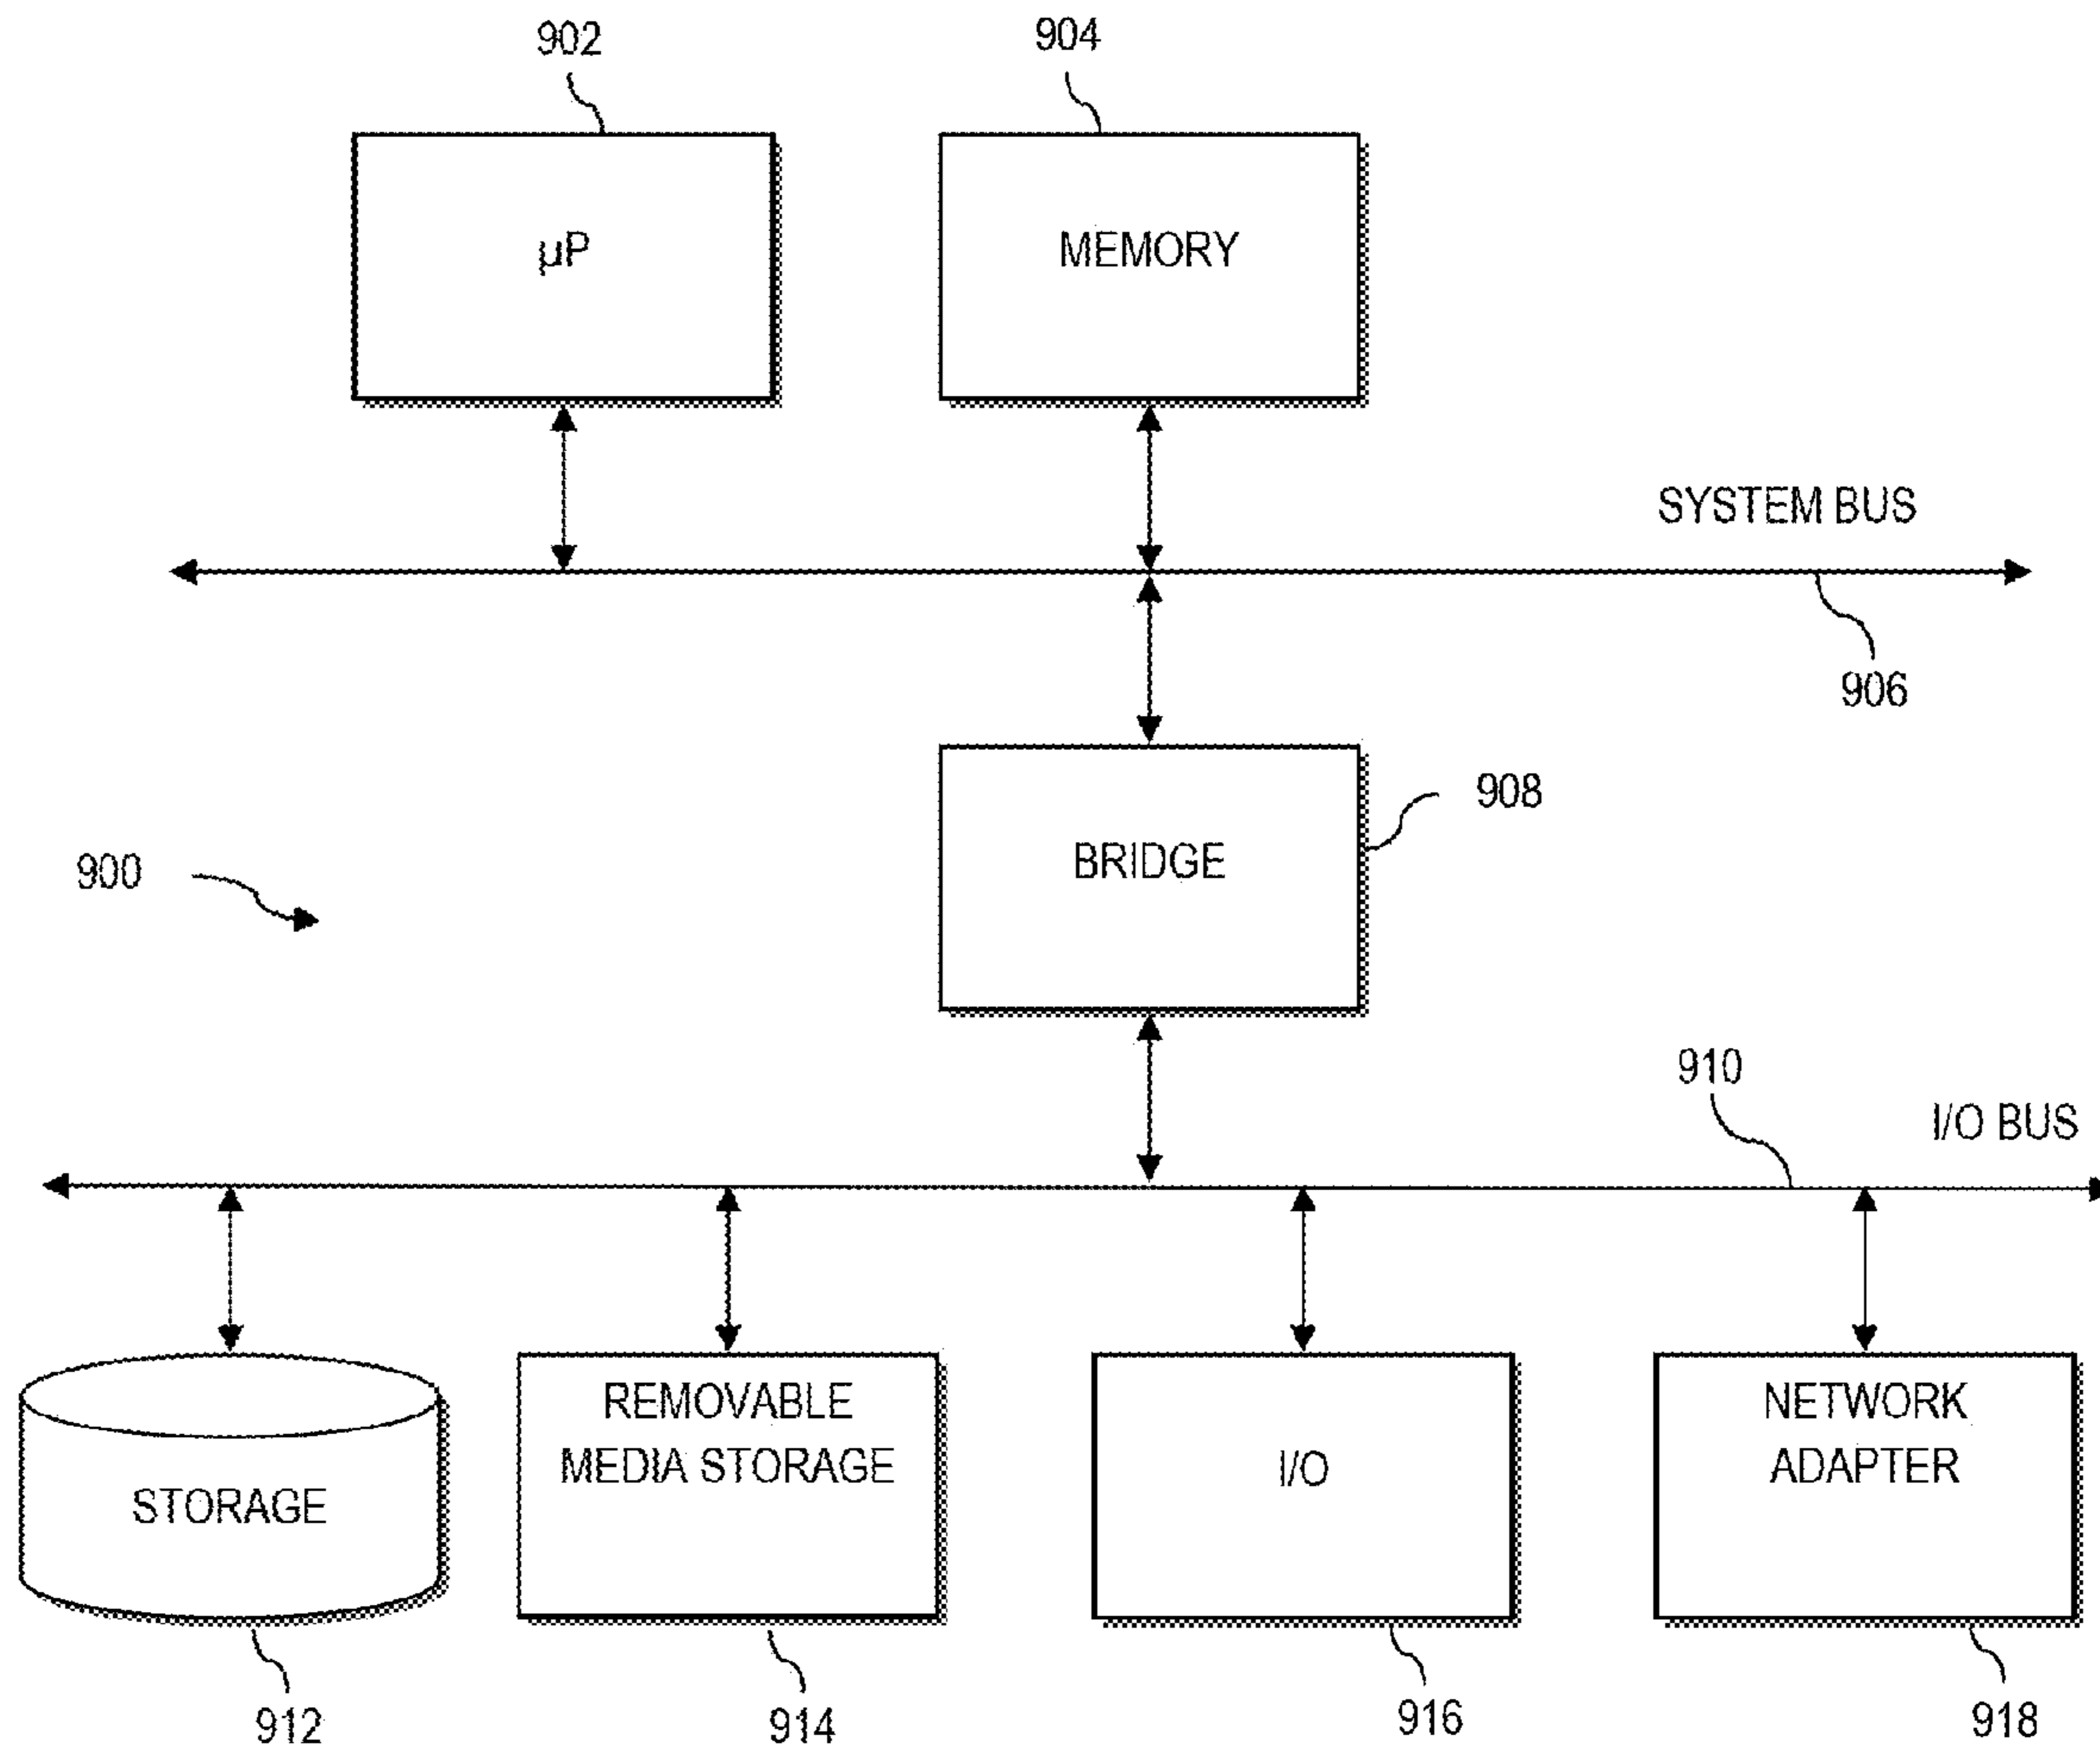 902
904
µP
MEMORY
SYSTEM BUS
906
908
BRIDGE
900
910
I/O BUS
REMOVABLE
MEDIA STORAGE
NETWORK
ADAPTER
STORAGE
I/O
912
914
916
918